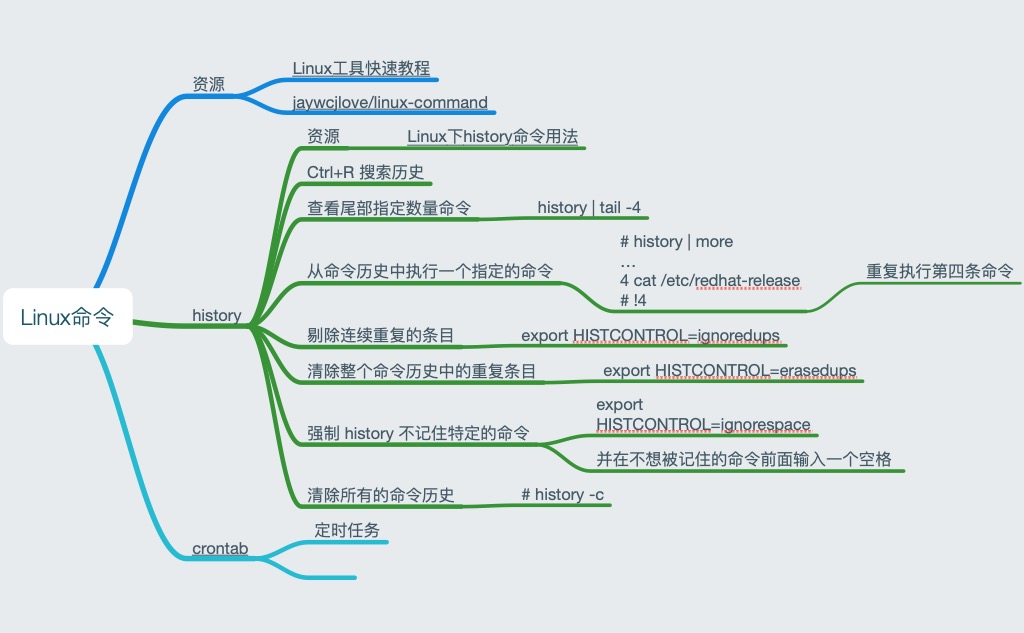 Linux命令
资源
Linux工具快速教程
jaywcjlove/linux-command
history
资源
Linux下history命令用法
Ctrl+R 搜索历史
查看尾部指定数量命令
history | tail -4
从命令历史中执行一个指定的命令
# history | more
...
4 cat /etc/redhat-release
# !4
重复执行第四条命令
剔除连续重复的条目
export HISTCONTROL=ignoredups
清除整个命令历史中的重复条目
export HISTCONTROL=erasedups
强制 history 不记住特定的命令
export
HISTCONTROL=ignorespace
并在不想被记住的命令前面输入一个空格
清除所有的命令历史
# history -c
crontab
定时任务